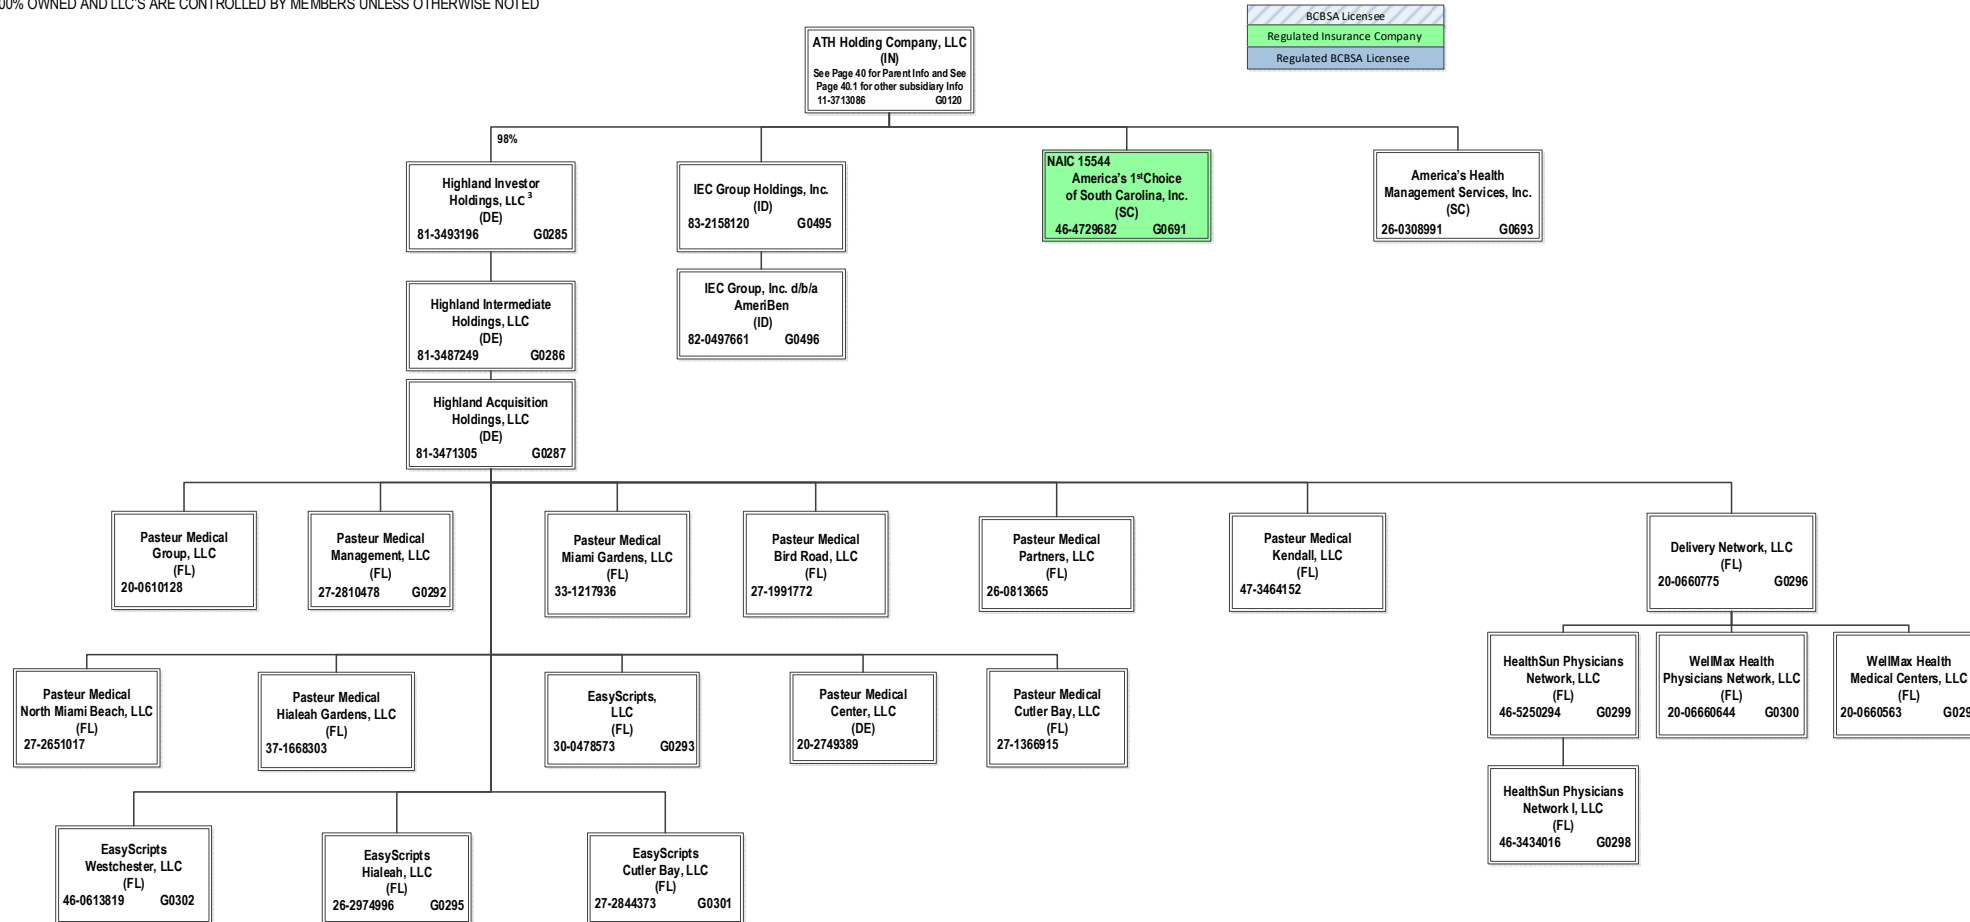 00% OWNED AND LLC'S ARE CONTROLLED BY MEMBERS UNLESS OTHERWISE NOTED
BCBSA Licensee
Regulated Insurance Company
Regulated BCBSA Licensee
ATH Holding Company, LLC
(IN)
See Page 40 for Parent Info and See
Page 40.1 for other subsidiary Info
11-3713086 G0120
98%
Highland Investor
Holdings, LLC 3
(DE)
81-3493196 G0285
IEC Group Holdings, Inc.
(ID)
83-2158120 G0495
NAIC 15544
America's 1st Choice
of South Carolina, Inc.
(SC)
46-4729682 G0691
America's Health
Management Services, Inc.
(SC)
26-0308991 G0693
Highland Intermediate
Holdings, LLC
(DE)
81-3487249 G0286
IEC Group, Inc. d/b/a
AmeriBen
(ID)
82-0497661 G0496
Highland Acquisition
Holdings, LLC
(DE)
81-3471305 G0287
Pasteur Medical
Group, LLC
(FL)
20-0610128
Pasteur Medical
Management, LLC
(FL)
27-2810478 G0292
Pasteur Medical
Miami Gardens, LLC
(FL)
33-1217936
Pasteur Medical
Bird Road, LLC
(FL)
27-1991772
Pasteur Medical
Partners, LLC
(FL)
26-0813665
Pasteur Medical
Kendall, LLC
(FL)
47-3464152
Delivery Network, LLC
(FL)
20-0660775 G0296
HealthSun Physicians
Network, LLC
(FL)
46-5250294 G0299
WellMax Health
Physicians Network, LLC
(FL)
20-06660644 G0300
WellMax Health
Medical Centers, LLC
(FL)
20-0660563 G029
Pasteur Medical
North Miami Beach, LLC
(FL)
27-2651017
Pasteur Medical
Hialeah Gardens, LLC
(FL)
37-1668303
EasyScripts,
LLC
(FL)
30-0478573 G0293
Pasteur Medical
Center, LLC
(DE)
20-2749389
Pasteur Medical
Cutler Bay, LLC
(FL)
27-1366915
HealthSun Physicians
Network I, LLC
(FL)
46-3434016 G0298
EasyScripts
Westchester, LLC
(FL)
46-0613819 G0302
EasyScripts
Hialeah, LLC
(FL)
26-2974996 G0295
EasyScripts
Cutler Bay, LLC
(FL)
27-2844373 G0301